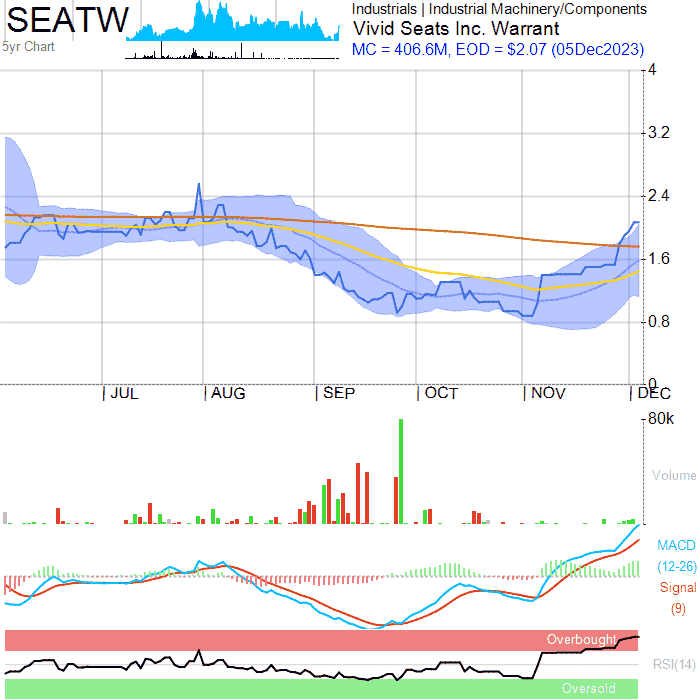 SEATW
5yr Chart
Industrials | Industrial Machinery/Components
Vivid Seats Inc. Warrant
MC = 406.6M, EOD = $2.07 (05Dec2023)
4
3.2
2.4
1.6
0.8
0
JUL
AUG
SEP
OCT
NOV
DEC
80k
Volume
MACD
(12-26)
Signal
(9)
Overbought
RSI(14)
Oversold